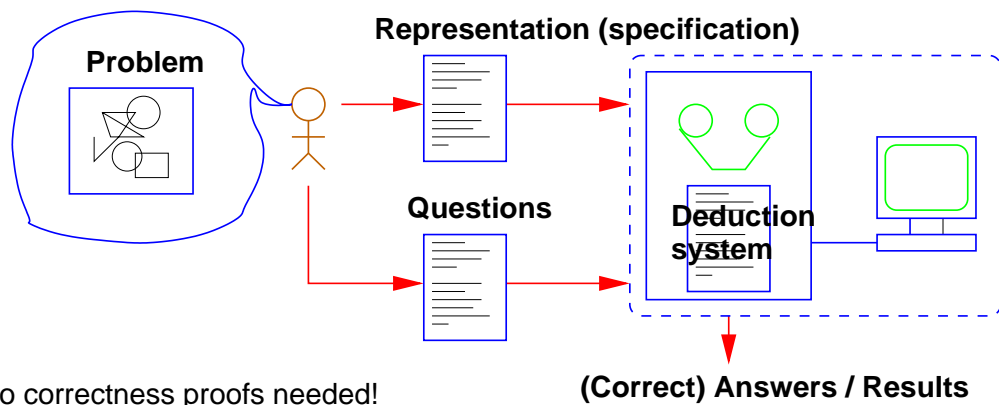 Representation (specification)
Problem
Questions
Deduction
system
(Correct) Answers / Results
o correctness proofs needed!